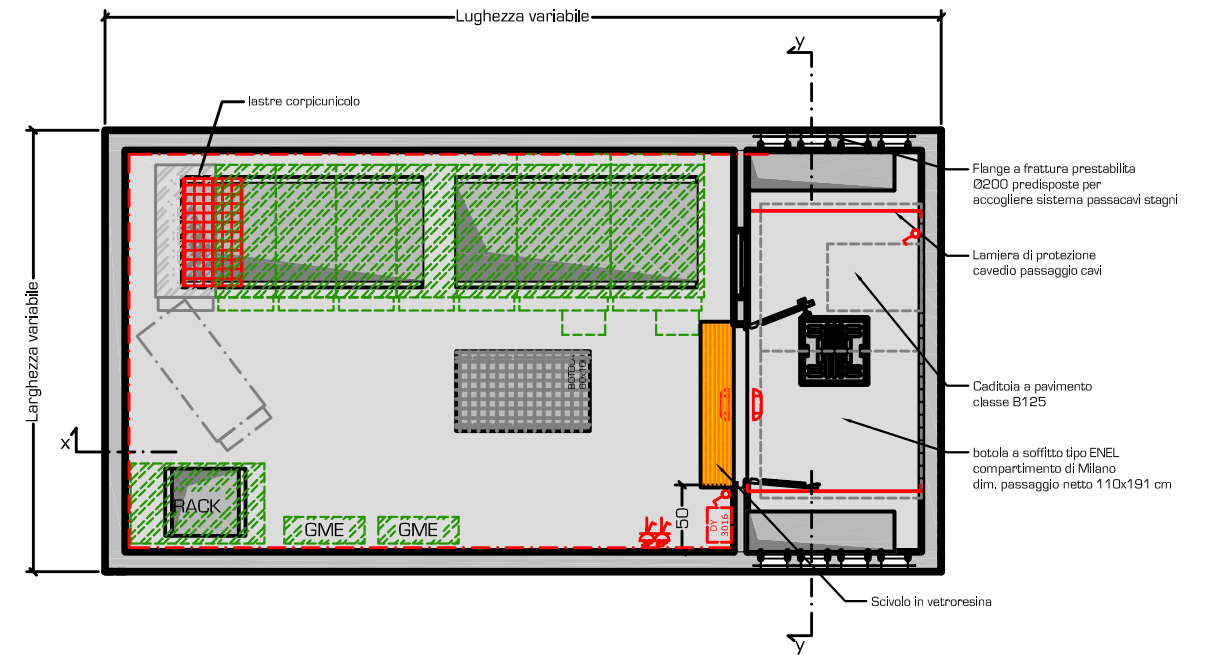 Lughezza variabile
y
lastre corpicunicolo
Flange a frattura prestabilita
Ø200 predisposte per
accogliere sistema passacavi stagni
Lamiera di protezione
cavedio passaggio cavi
Larghezza variabile
Caditoia a pavimento
classe B125
x
botola a soffitto tipo ENEL
compartimento di Milano
dim. passaggio netto 110x191 cm
RACK
GME
GME
50
DY
3016
Scivolo in vetroresina
y